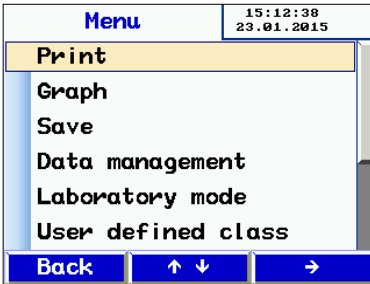 Menu
15:12:38
23.01.2015
Print
Graph
Save
Data management
Laboratory mode
User defined class
Back ↑ ↓ →